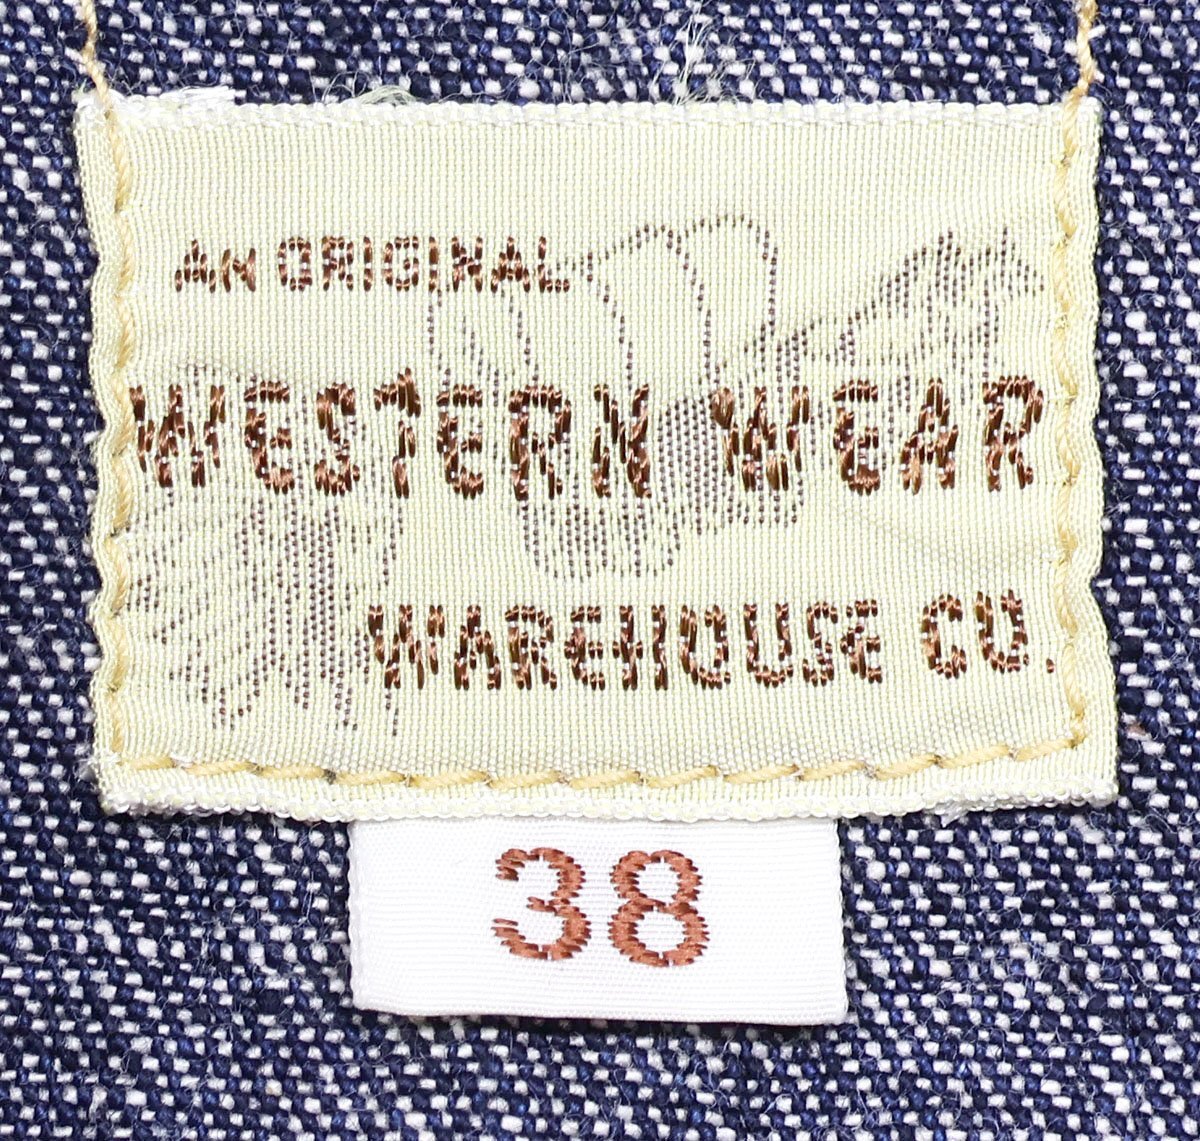 AN ORIGINAL
WESTERN WEAR
WAREHOUSE CO.
38